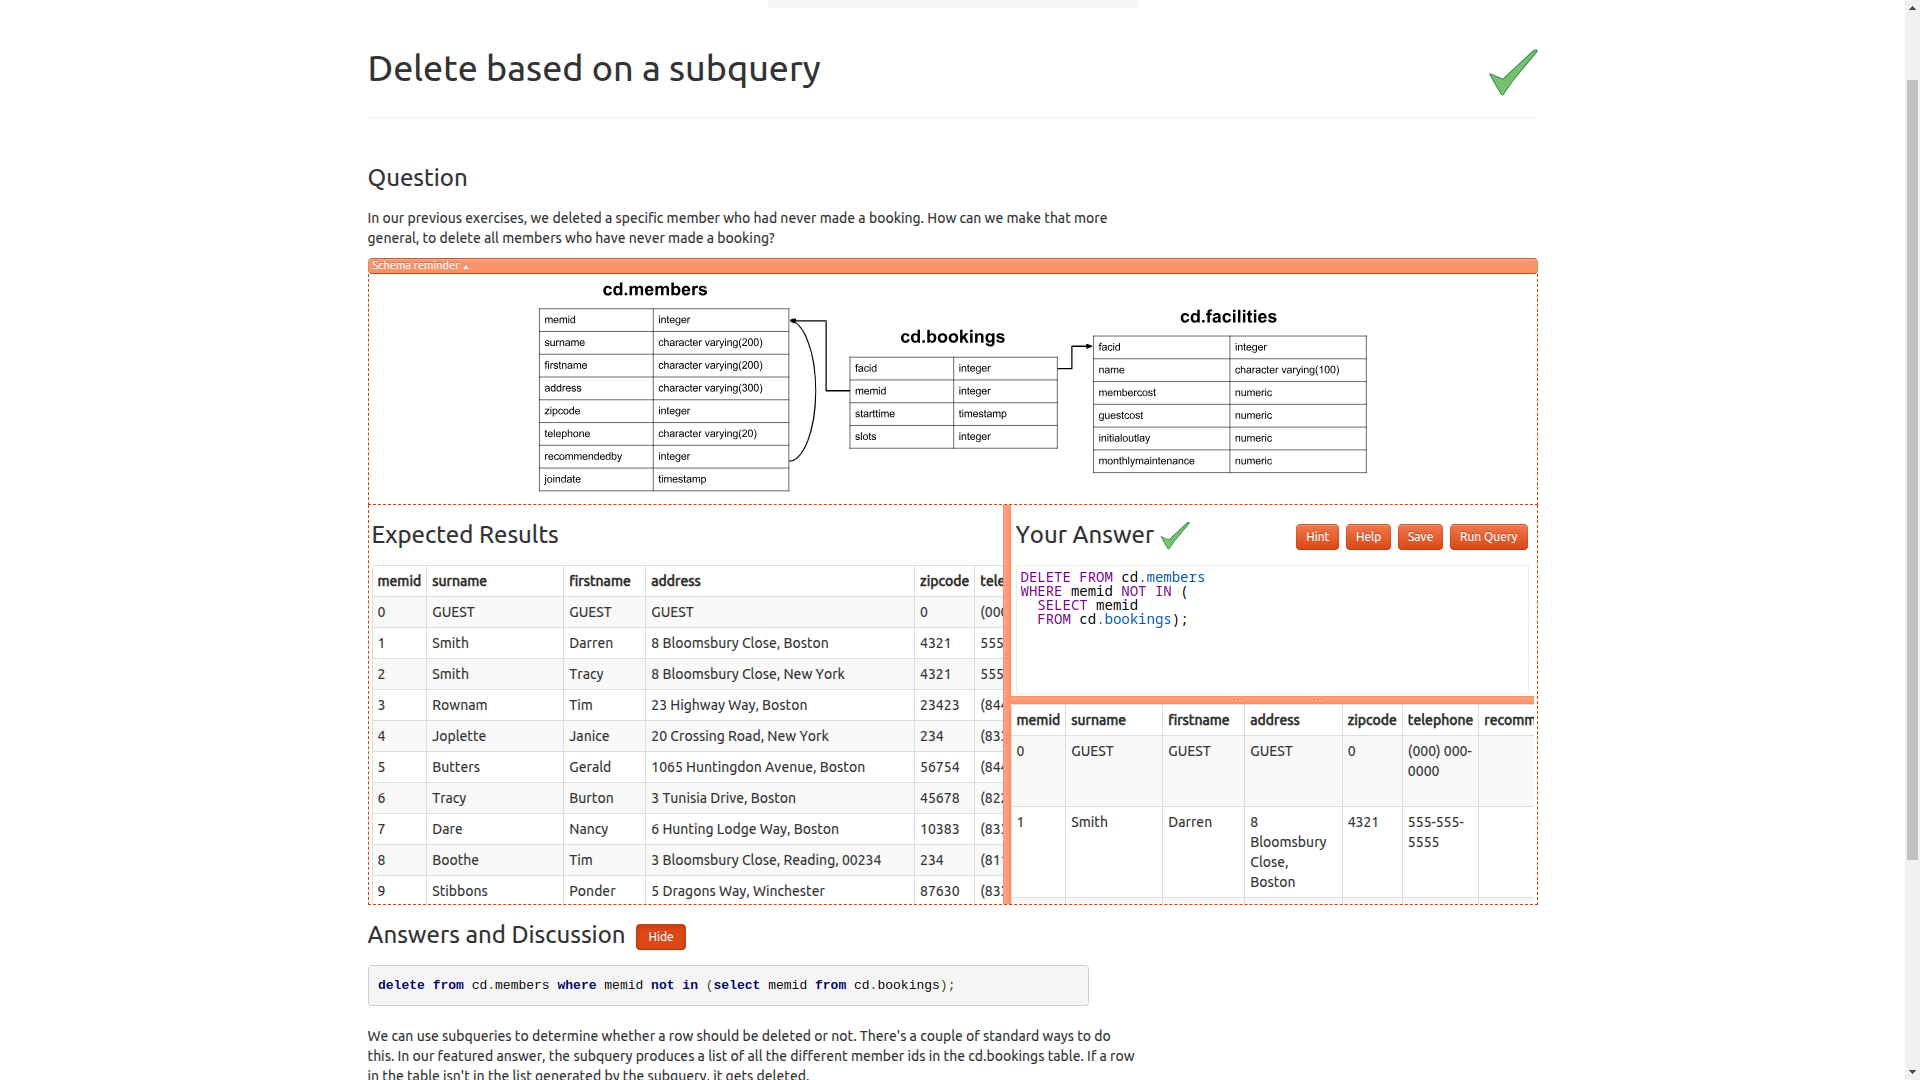 Delete based on a subquery
Question
In our previous exercises, we deleted a specific member who had never made a booking. How can we make that more
general, to delete all members who have never made a booking?
Schema reminder ▲
cd.members
memid integer
surname character varying(200)
firstname character varying(200)
address character varying(300)
zipcode integer
telephone character varying(20)
recommendedby integer
joindate timestamp
cd.bookings
facid integer
memid integer
starttime timestamp
slots integer
cd.facilities
facid integer
name character varying(100)
membercost numeric
guestcost numeric
initialoutlay numeric
monthlymaintenance numeric
Expected Results
memid surname firstname address zipcode tele
0 GUEST GUEST GUEST 0 (000
1 Smith Darren 8 Bloomsbury Close, Boston 4321 555
2 Smith Tracy 8 Bloomsbury Close, New York 4321 555
3 Rownam Tim 23 Highway Way, Boston 23423 (844
4 Joplette Janice 20 Crossing Road, New York 234 (833
5 Butters Gerald 1065 Huntingdon Avenue, Boston 56754 (844
6 Tracy Burton 3 Tunisia Drive, Boston 45678 (822
7 Dare Nancy 6 Hunting Lodge Way, Boston 10383 (833
8 Boothe Tim 3 Bloomsbury Close, Reading, 00234 234 (811
9 Stibbons Ponder 5 Dragons Way, Winchester 87630 (833
Your Answer
Hint Help Save Run Query
DELETE FROM cd.members
WHERE memid NOT IN (
SELECT memid
FROM cd.bookings);
memid surname firstname address zipcode telephone recomm
0 GUEST GUEST GUEST 0 (000) 000-
0000
1 Smith Darren 8 4321 555-555-
Bloomsbury 5555
Close,
Boston
Answers and Discussion Hide
delete from cd.members where memid not in (select memid from cd.bookings);
We can use subqueries to determine whether a row should be deleted or not. There's a couple of standard ways to do
this. In our featured answer, the subquery produces a list of all the different member ids in the cd.bookings table. If a row
in the table isn't in the list generated by the subquery, it gets deleted.